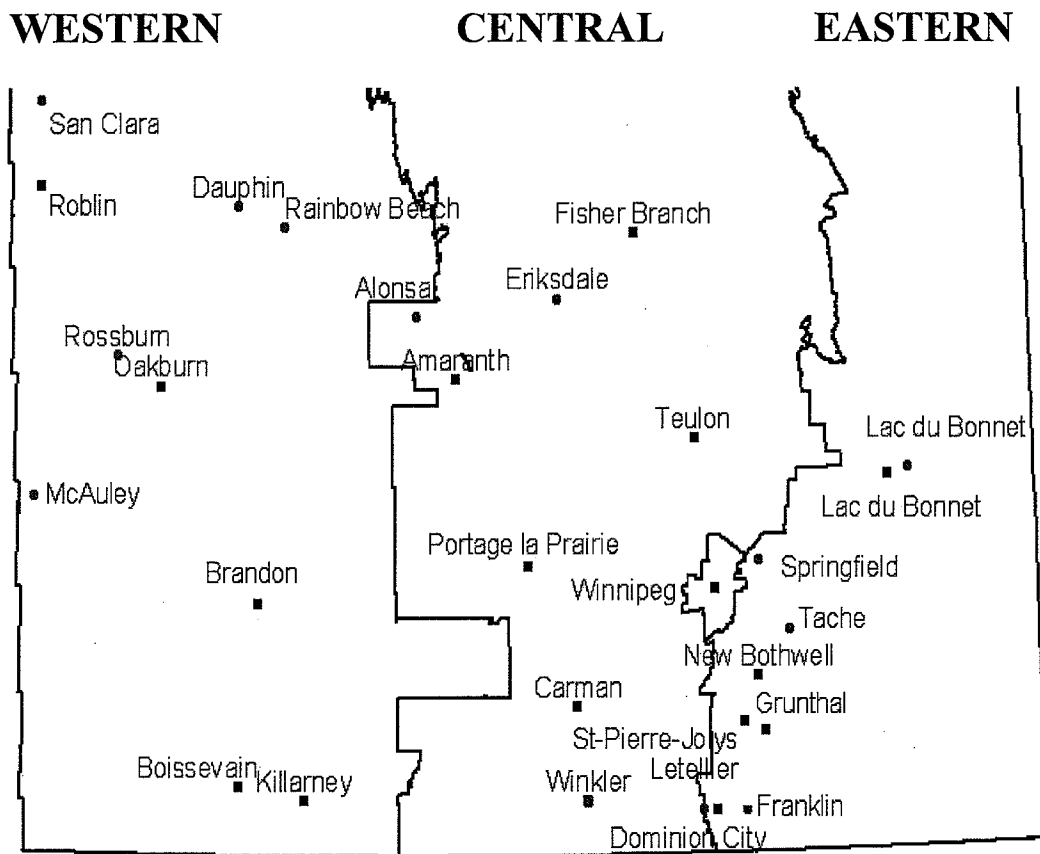 WESTERN CENTRAL EASTERN
San Clara
Roblin
Dauphin
Rainbow Beach
Fisher Branch
Alonsa
Eriksdale
Rossburn
Oakburn
Amaranth
Teulon
Lac du Bonnet
McAuley
Lac du Bonnet
Portage la Prairie
Springfield
Brandon
Winnipeg
Tache
New Bothwell
Carman
Grunthal
St-Pierre-Jolys
Letellier
Boissevain
Killarney
Winkler
Franklin
Dominion City